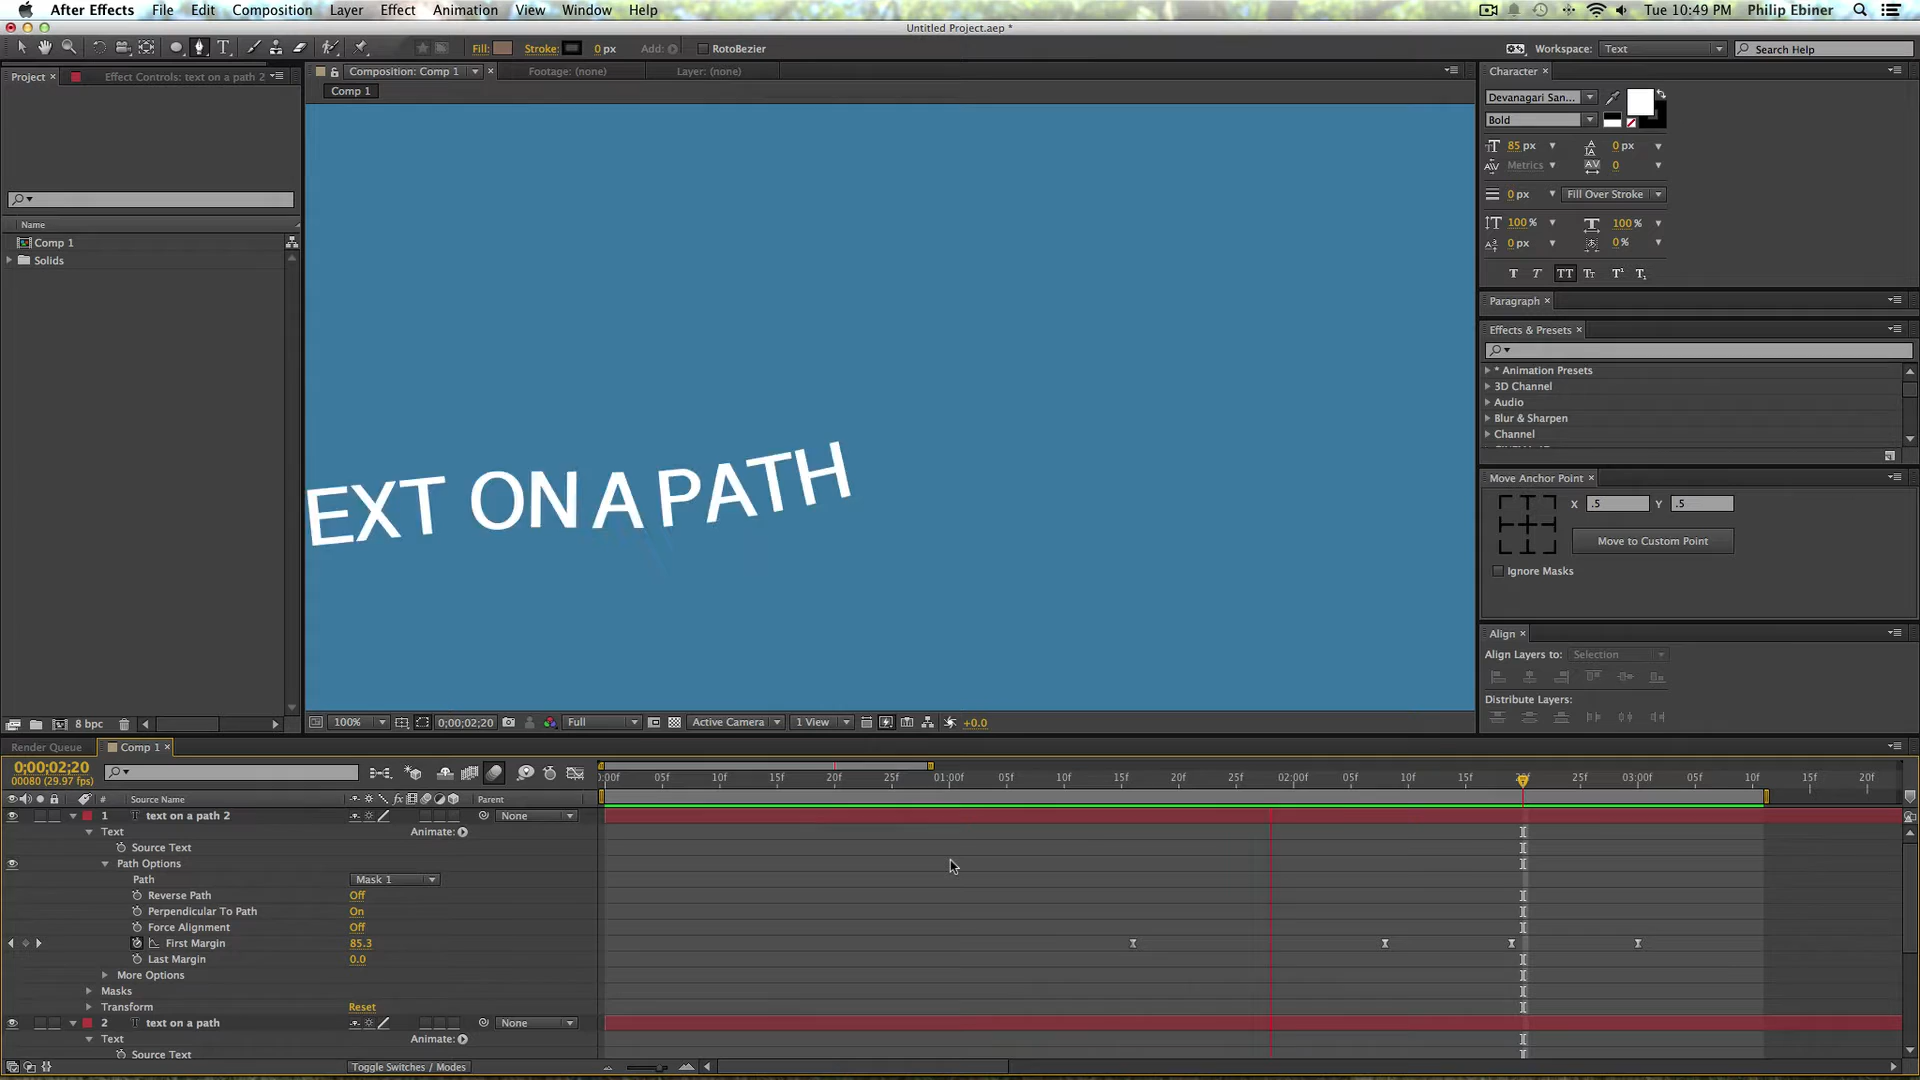 After Effects File Edit Composition Layer Effect Animation View Window Help Tue 10:49 PM Philip Ebiner
Untitled Project.aep *
Fill: Stroke: 0 px Add: RotoBezier Workspace: Text Search Help
Project Effect Controls: text on a path 2 Composition: Comp 1 Footage: (none) Layer: (none) Character
Comp 1
Devanagari San...
Bold
85 px 0 px
Metrics 0
0 px Fill Over Stroke
100 % 100 %
0 px 0 %
T T TT Tт T¹ T₁
Paragraph
Effects & Presets
* Animation Presets
3D Channel
Audio
Blur & Sharpen
Channel
Name
Comp 1
Solids
EXT ON A PATH
Move Anchor Point
X .5 Y .5
Move to Custom Point
Ignore Masks
Align
Align Layers to: Selection
Distribute Layers:
8 bpc 100% 0;00;02;20 Full Active Camera 1 View +0.0
Render Queue Comp 1
0;00;02;20
00080 (29.97 fps)
0:00f 05f 10f 15f 20f 25f 01:00f 05f 10f 15f 20f 25f 02:00f 05f 10f 15f 20f 25f 03:00f 05f 10f 15f 20f
# Source Name fx Parent
1 T text on a path 2 None
Text Animate:
Source Text
Path Options
Path Mask 1
Reverse Path Off
Perpendicular To Path On
Force Alignment Off
First Margin 85.3
Last Margin 0.0
More Options
Masks
Transform Reset
2 T text on a path None
Text Animate:
Source Text
Toggle Switches / Modes